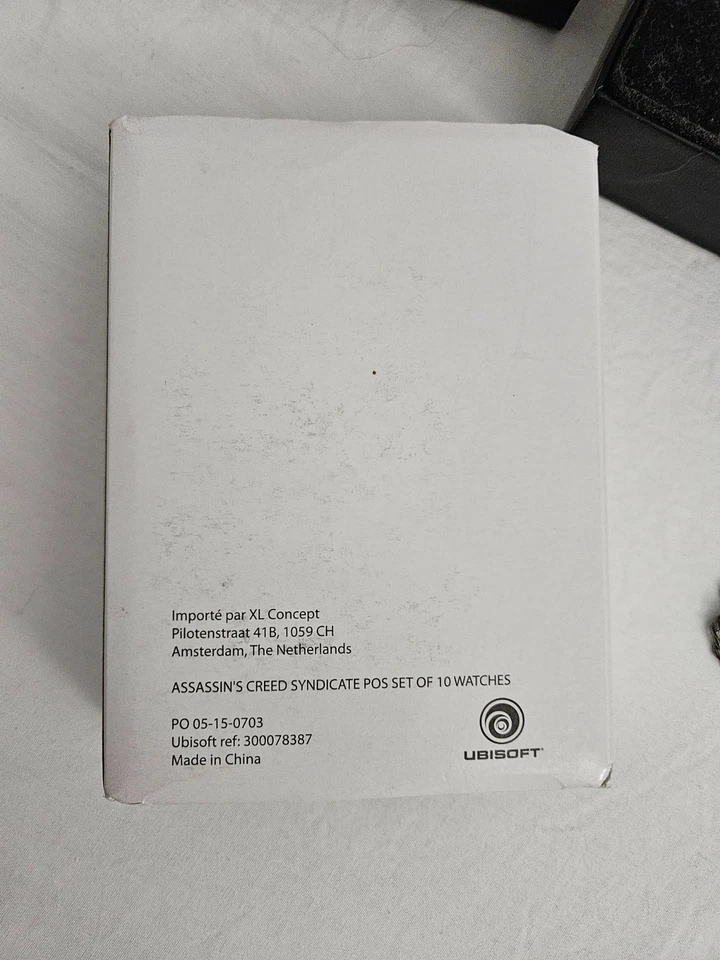 Importé par XL Concept
Pilotenstraat 41B, 1059 CH
Amsterdam, The Netherlands
ASSASSIN'S CREED SYNDICATE POS SET OF 10 WATCHES
PO 05-15-0703
Ubisoft ref: 300078387
Made in China
UBISOFT